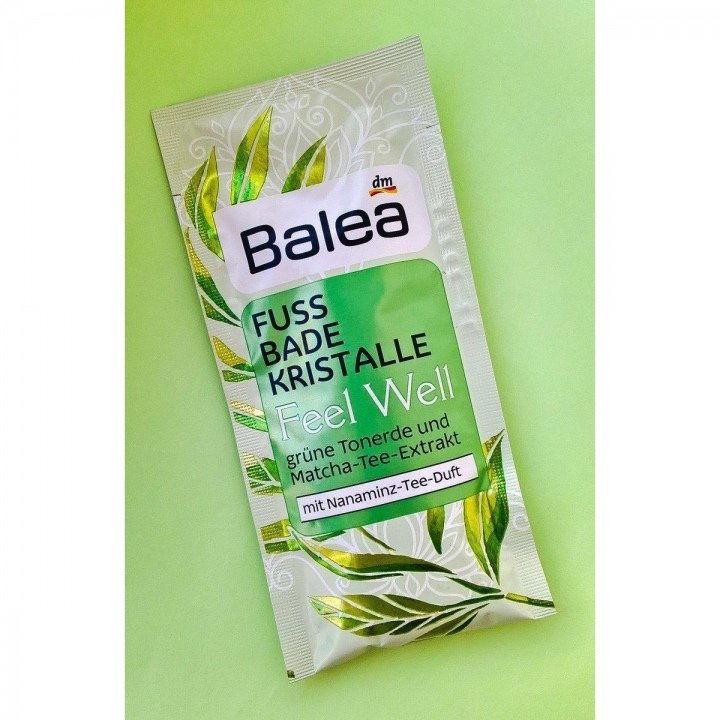 dm
Balea
FUSS
BADE
KRISTALLE
Feel Well
grüne Tonerde und
Matcha-Tee-Extrakt
mit Nanaminz-Tee-Duft